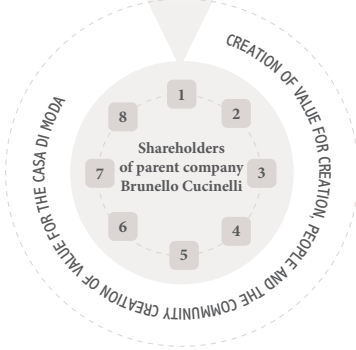 CREATION OF VALUE FOR CREATION, PEOPLE AND THE COMMUNITY
CREATION OF VALUE FOR THE CASA DI MODA
1
2
3
4
5
6
7
8
Shareholders
of parent company
Brunello Cucinelli